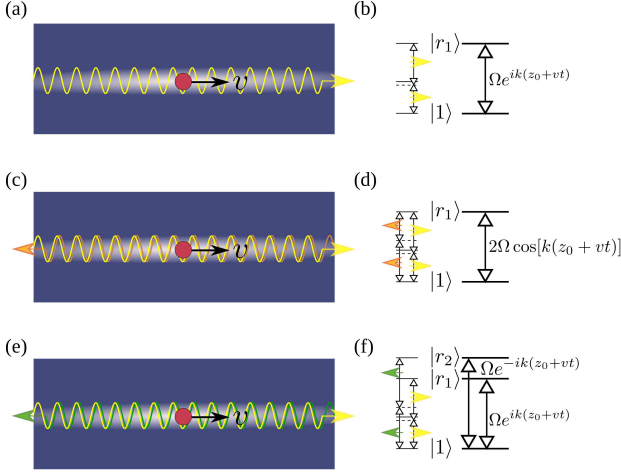 (a)
v
(b)
|r₁⟩
|1⟩
Ωe^{ik(z₀+vt)}
(c)
v
(d)
|r₁⟩
|1⟩
2Ω cos[k(z₀ + vt)]
(e)
v
(f)
|r₂⟩
Ωe^{−ik(z₀+vt)}
|r₁⟩
Ωe^{ik(z₀+vt)}
|1⟩